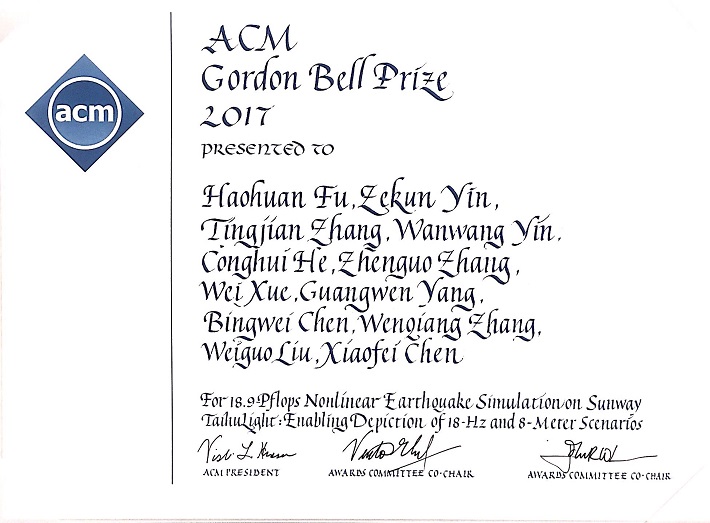 acm
ACM
Gordon Bell Prize
2017
PRESENTED TO
Haohuan Fu, Zekun Yin,
Tingjian Zhang, Wanwang Yin,
Conghui He, Zhenguo Zhang,
Wei Xue, Guangwen Yang,
Bingwei Chen, Wenqiang Zhang,
Weiguo Liu, Xiaofei Chen
For 18.9-Pflops Nonlinear Earthquake Simulation on Sunway
TaihuLight: Enabling Depiction of 18-Hz and 8-Meter Scenarios
ACM PRESIDENT
AWARDS COMMITTEE CO-CHAIR
AWARDS COMMITTEE CO-CHAIR